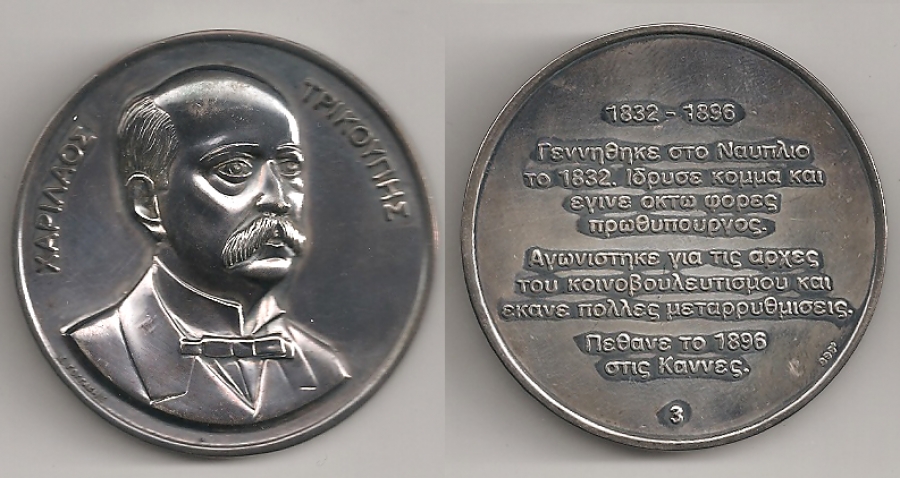 ΧΑΡΙΛΑΟΣ
ΤΡΙΚΟΥΠΗΣ
1832 - 1896
Γεννηθηκε στο Ναυπλιο
το 1832. Ιδρυσε κομμα και
εγινε οκτω φορες
πρωθυπουργος.
Αγωνιστηκε για τις αρχες
του κοινοβουλευτισμου και
εκανε πολλες μεταρρυθμισεις.
Πεθανε το 1896
στις Καννες.
3